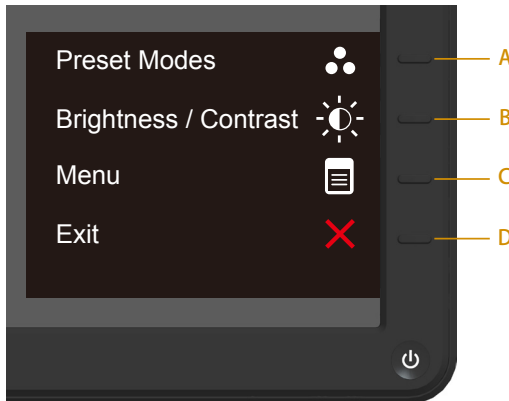 Preset Modes
A
Brightness / Contrast
B
Menu
C
Exit
D